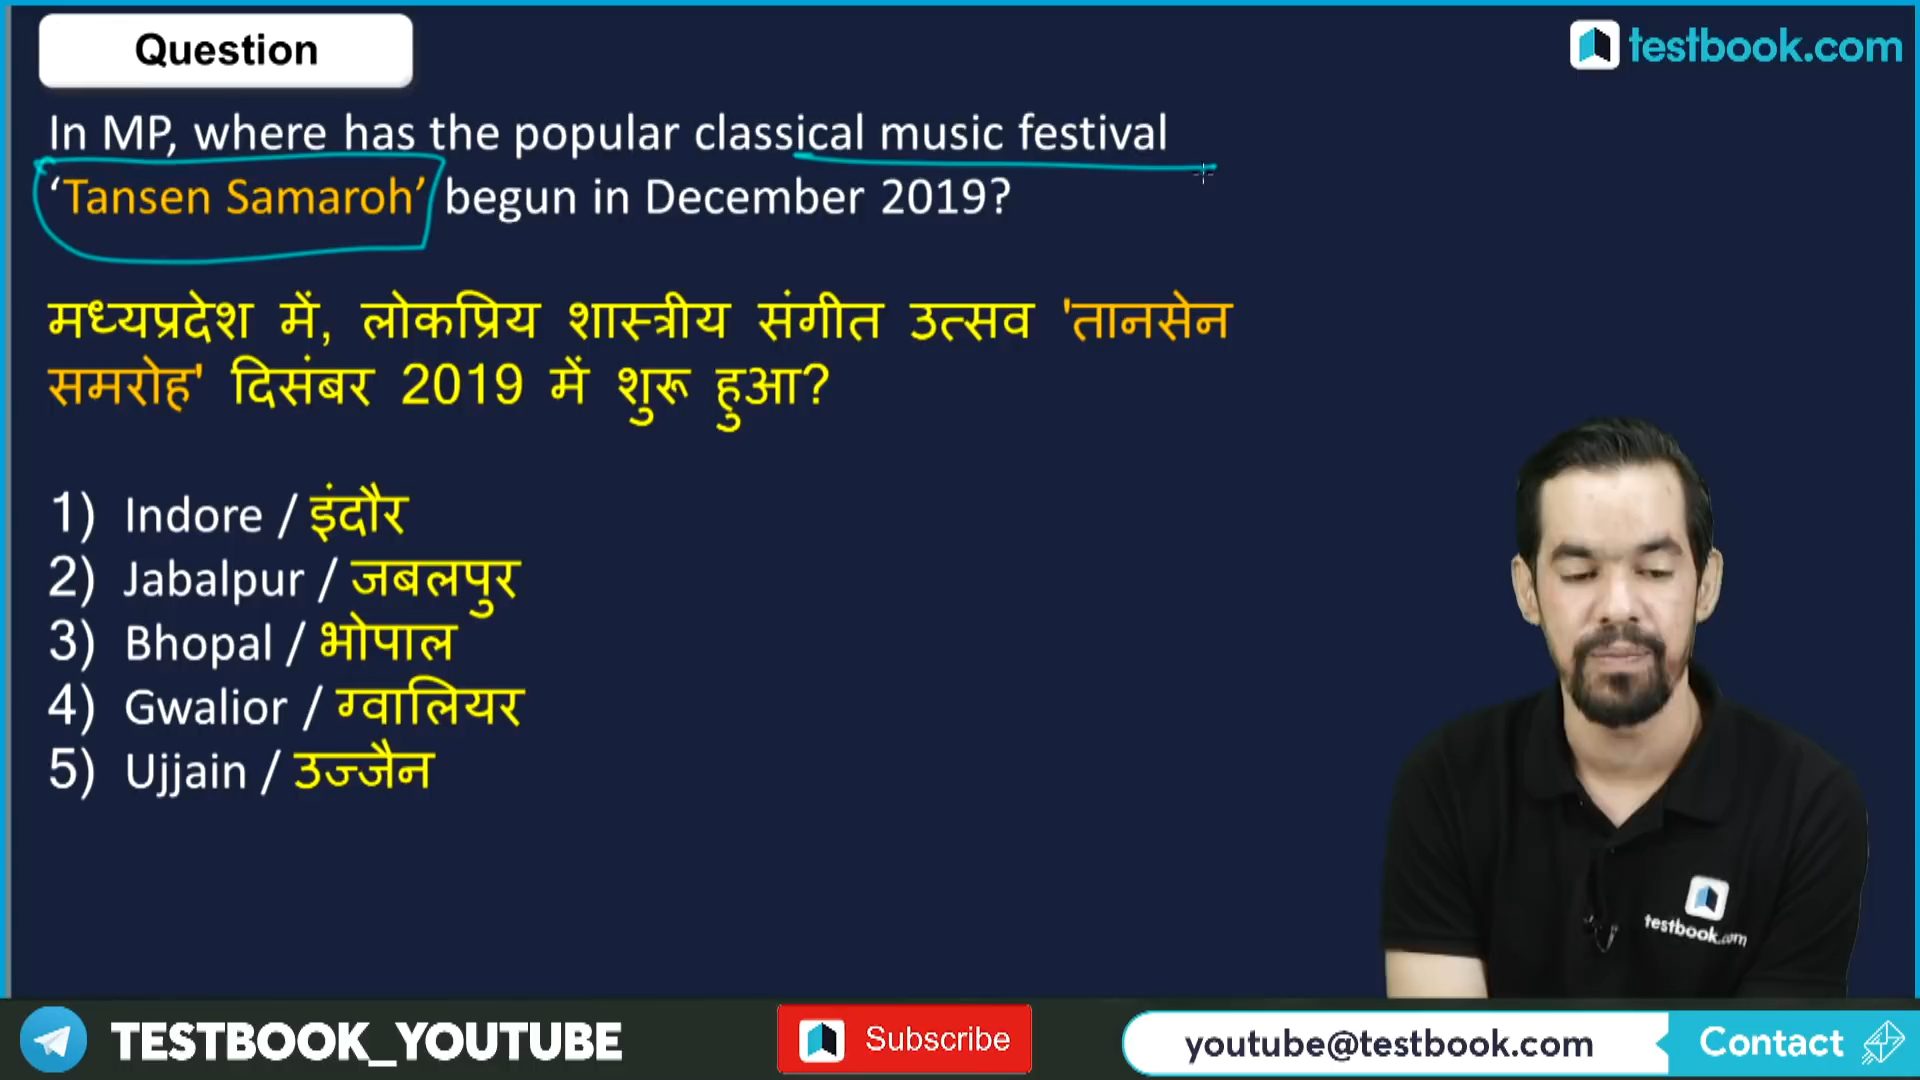 Question
testbook.com
In MP, where has the popular classical music festival
‘Tansen Samaroh’ begun in December 2019?
मध्यप्रदेश में, लोकप्रिय शास्त्रीय संगीत उत्सव 'तानसेन
समरोह' दिसंबर 2019 में शुरू हुआ?
1) Indore / इंदौर
2) Jabalpur / जबलपुर
3) Bhopal / भोपाल
4) Gwalior / ग्वालियर
5) Ujjain / उज्जैन
testbook.com
TESTBOOK_YOUTUBE
Subscribe
youtube@testbook.com
Contact